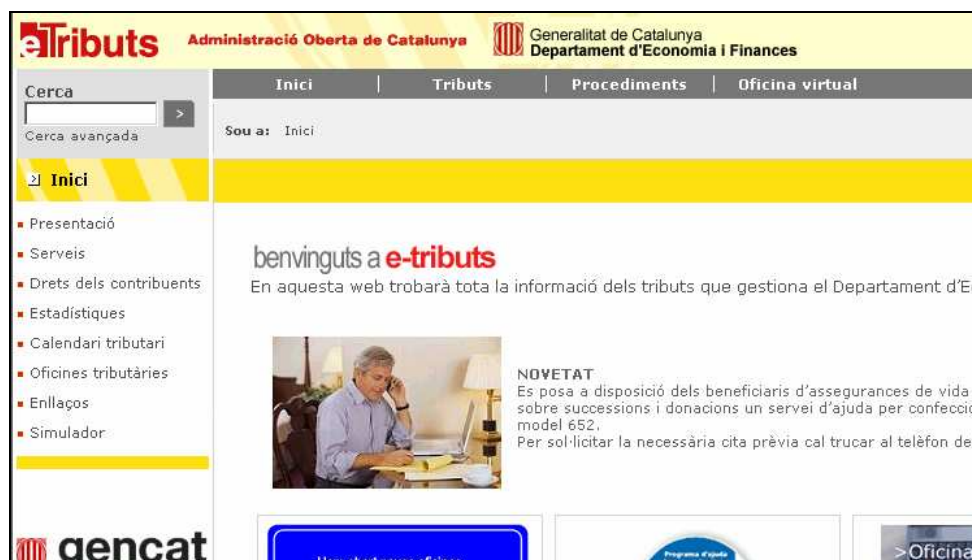 eTributs
Administració Oberta de Catalunya
Generalitat de Catalunya
Departament d'Economia i Finances
Cerca
>
Cerca avançada
Inici | Tributs | Procediments | Oficina virtual
Sou a: Inici
Inici
Presentació
Serveis
Drets dels contribuents
Estadístiques
Calendari tributari
Oficines tributàries
Enllaços
Simulador
benvinguts a e-tributs
En aquesta web trobarà tota la informació dels tributs que gestiona el Departament d'E
NOVETAT
Es posa a disposició dels beneficiaris d'assegurances de vida
sobre successions i donacions un servei d'ajuda per confecci
model 652.
Per sol·licitar la necessària cita prèvia cal trucar al telèfon de
gencat
Programa d'ajuda
>Oficina